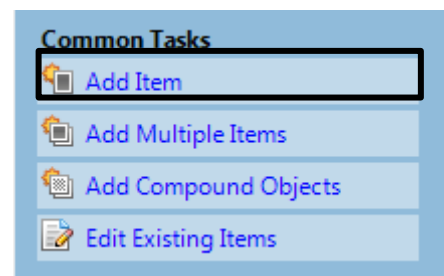 Common Tasks
Add Item
Add Multiple Items
Add Compound Objects
Edit Existing Items